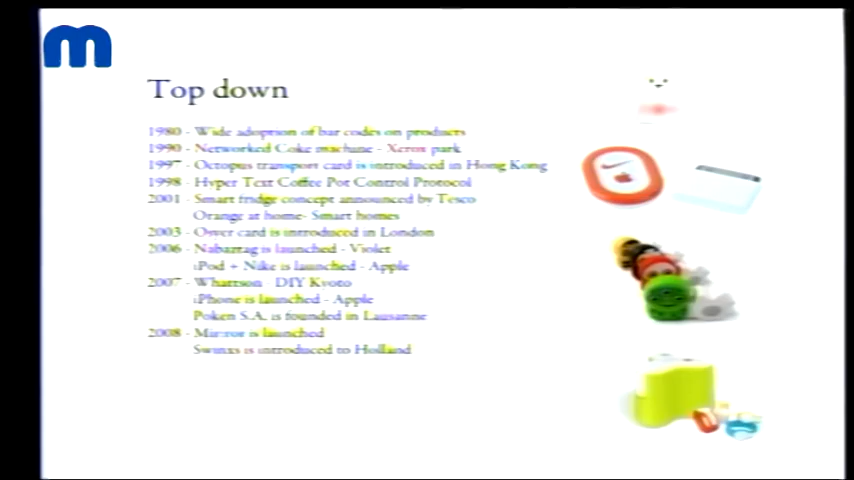 m
Top down
1980 - Wide adoption of bar codes on products
1990 - Networked Coke machine - Xerox park
1997 - Octopus transport card is introduced in Hong Kong
1998 - Hyper Text Coffee Pot Control Protocol
2001 - Smart fridge concept announced by Tesco
Orange at home- Smart homes
2003 - Oyster card is introduced in London
2006 - Nabaztag is launched - Violet
iPod + Nike is launched - Apple
2007 - Wattson - DIY Kyoto
iPhone is launched - Apple
Poken S.A. is founded in Lausanne
2008 - Mir:ror is launched
Swinxs is introduced to Holland